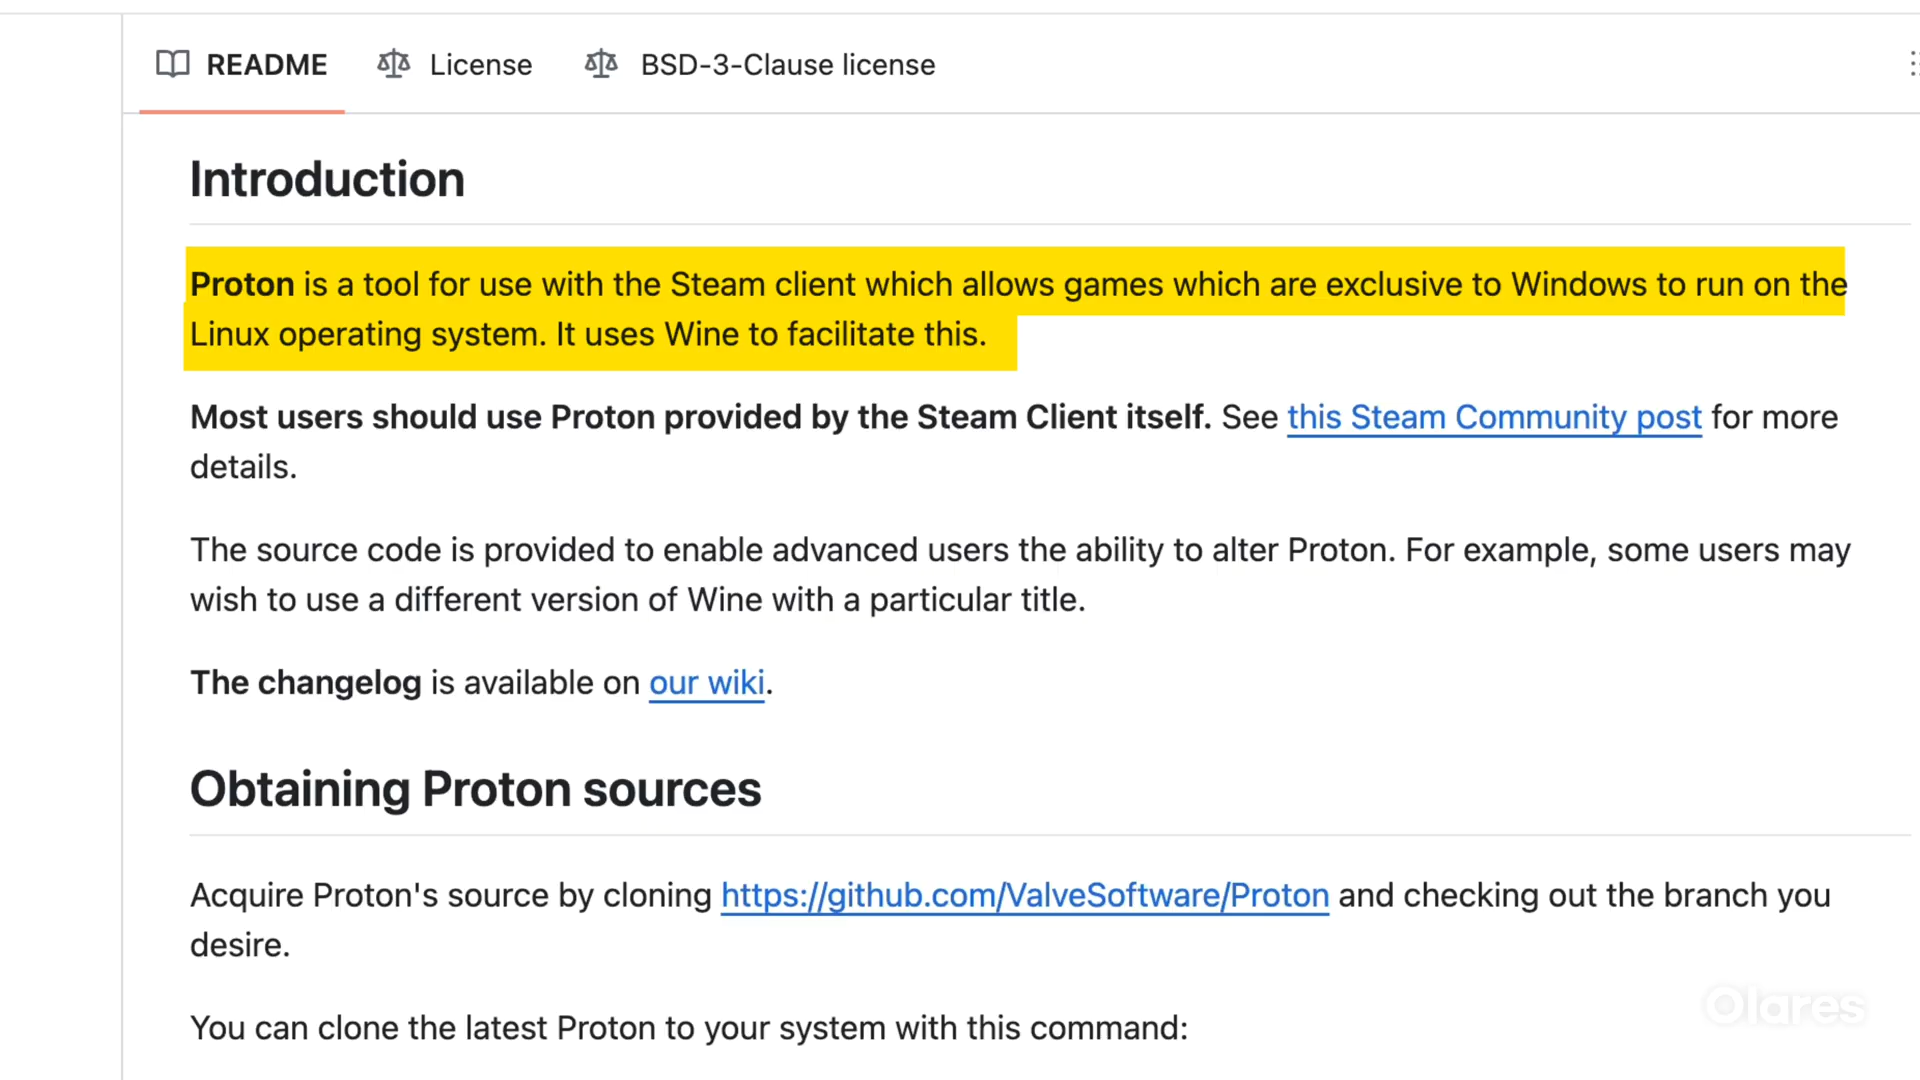 README License BSD-3-Clause license
Introduction
Proton is a tool for use with the Steam client which allows games which are exclusive to Windows to run on the
Linux operating system. It uses Wine to facilitate this.
Most users should use Proton provided by the Steam Client itself. See this Steam Community post for more
details.
The source code is provided to enable advanced users the ability to alter Proton. For example, some users may
wish to use a different version of Wine with a particular title.
The changelog is available on our wiki.
Obtaining Proton sources
Acquire Proton's source by cloning https://github.com/ValveSoftware/Proton and checking out the branch you
desire.
You can clone the latest Proton to your system with this command:
Olares